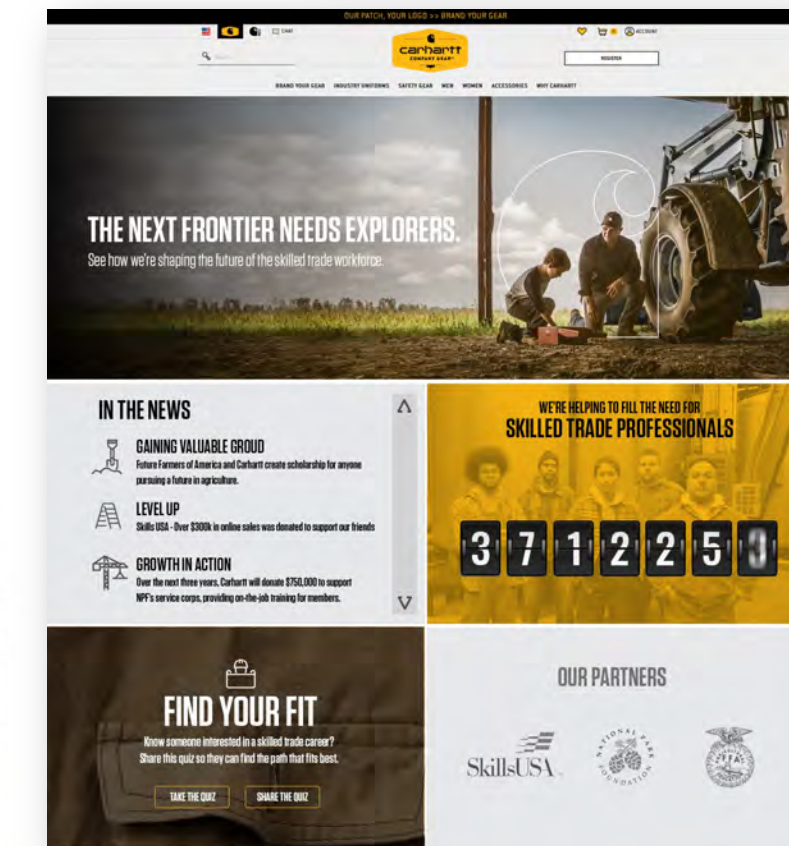 OUR PATCH, YOUR LOGO >> BRAND YOUR GEAR
CHAT
ACCOUNT
carhartt
COMPANY GEAR
REGISTER
BRAND YOUR GEAR INDUSTRY UNIFORMS SAFETY GEAR MEN WOMEN ACCESSORIES WHY CARHARTT
THE NEXT FRONTIER NEEDS EXPLORERS.
See how we're shaping the future of the skilled trade workforce.
IN THE NEWS
GAINING VALUABLE GROUD
Future Farmers of America and Carhartt create scholarship for anyone
pursuing a future in agriculture.
LEVEL UP
Skills USA - Over $300k in online sales was donated to support our friends
GROWTH IN ACTION
Over the next three years, Carhartt will donate $750,000 to support
NPF's service corps, providing on-the-job training for members.
WE'RE HELPING TO FILL THE NEED FOR
SKILLED TRADE PROFESSIONALS
3 7 1 2 2 5
FIND YOUR FIT
Know someone interested in a skilled trade career?
Share this quiz so they can find the path that fits best.
TAKE THE QUIZ
SHARE THE QUIZ
OUR PARTNERS
SkillsUSA
NATIONAL PARK
FOUNDATION
FFA